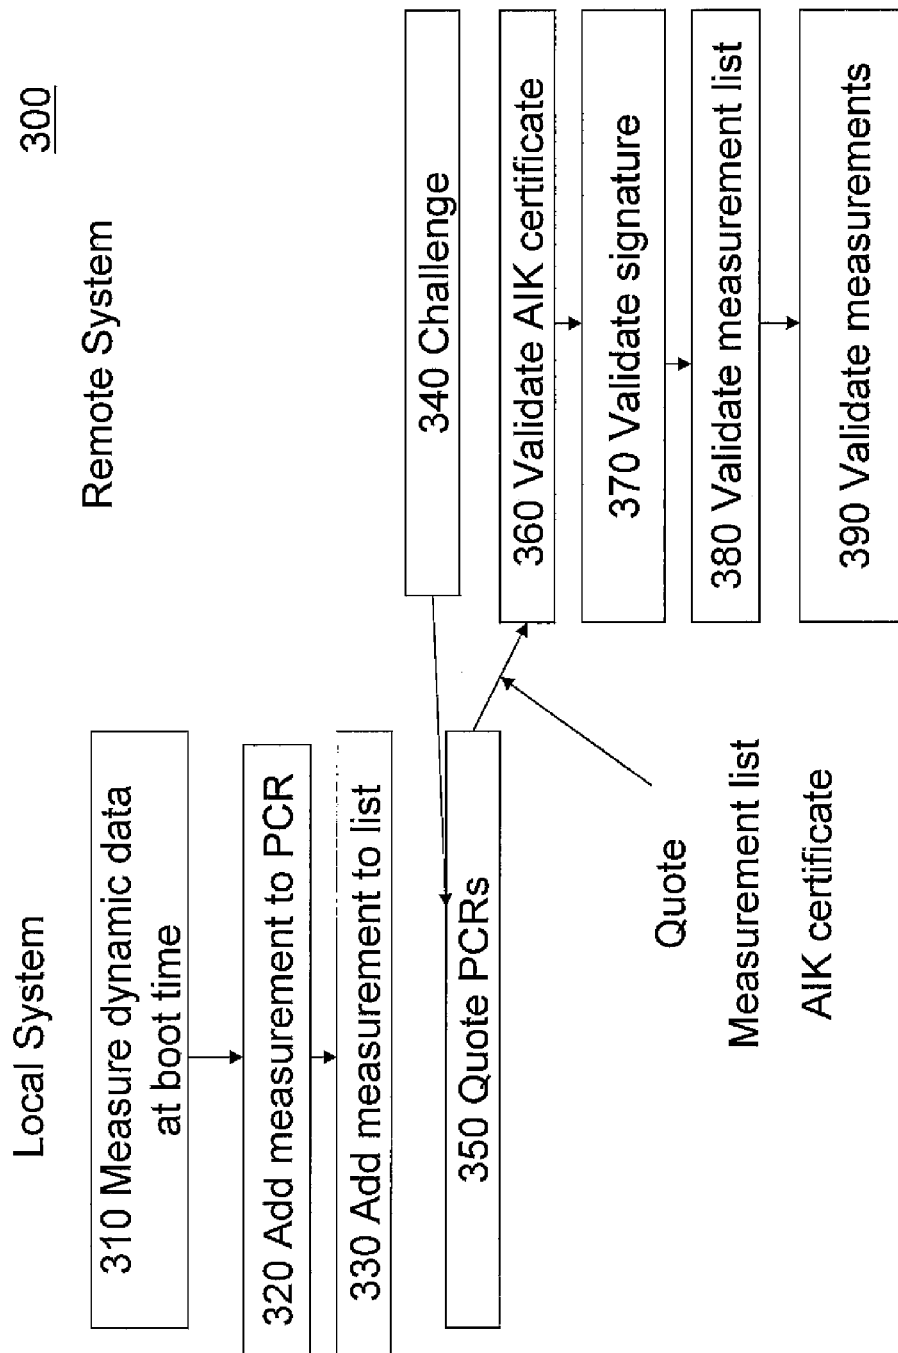 300
Local System
Remote System
310 Measure dynamic data
at boot time
320 Add measurement to PCR
330 Add measurement to list
340 Challenge
350 Quote PCRs
360 Validate AIK certificate
370 Validate signature
380 Validate measurement list
390 Validate measurements
Quote
Measurement list
AIK certificate